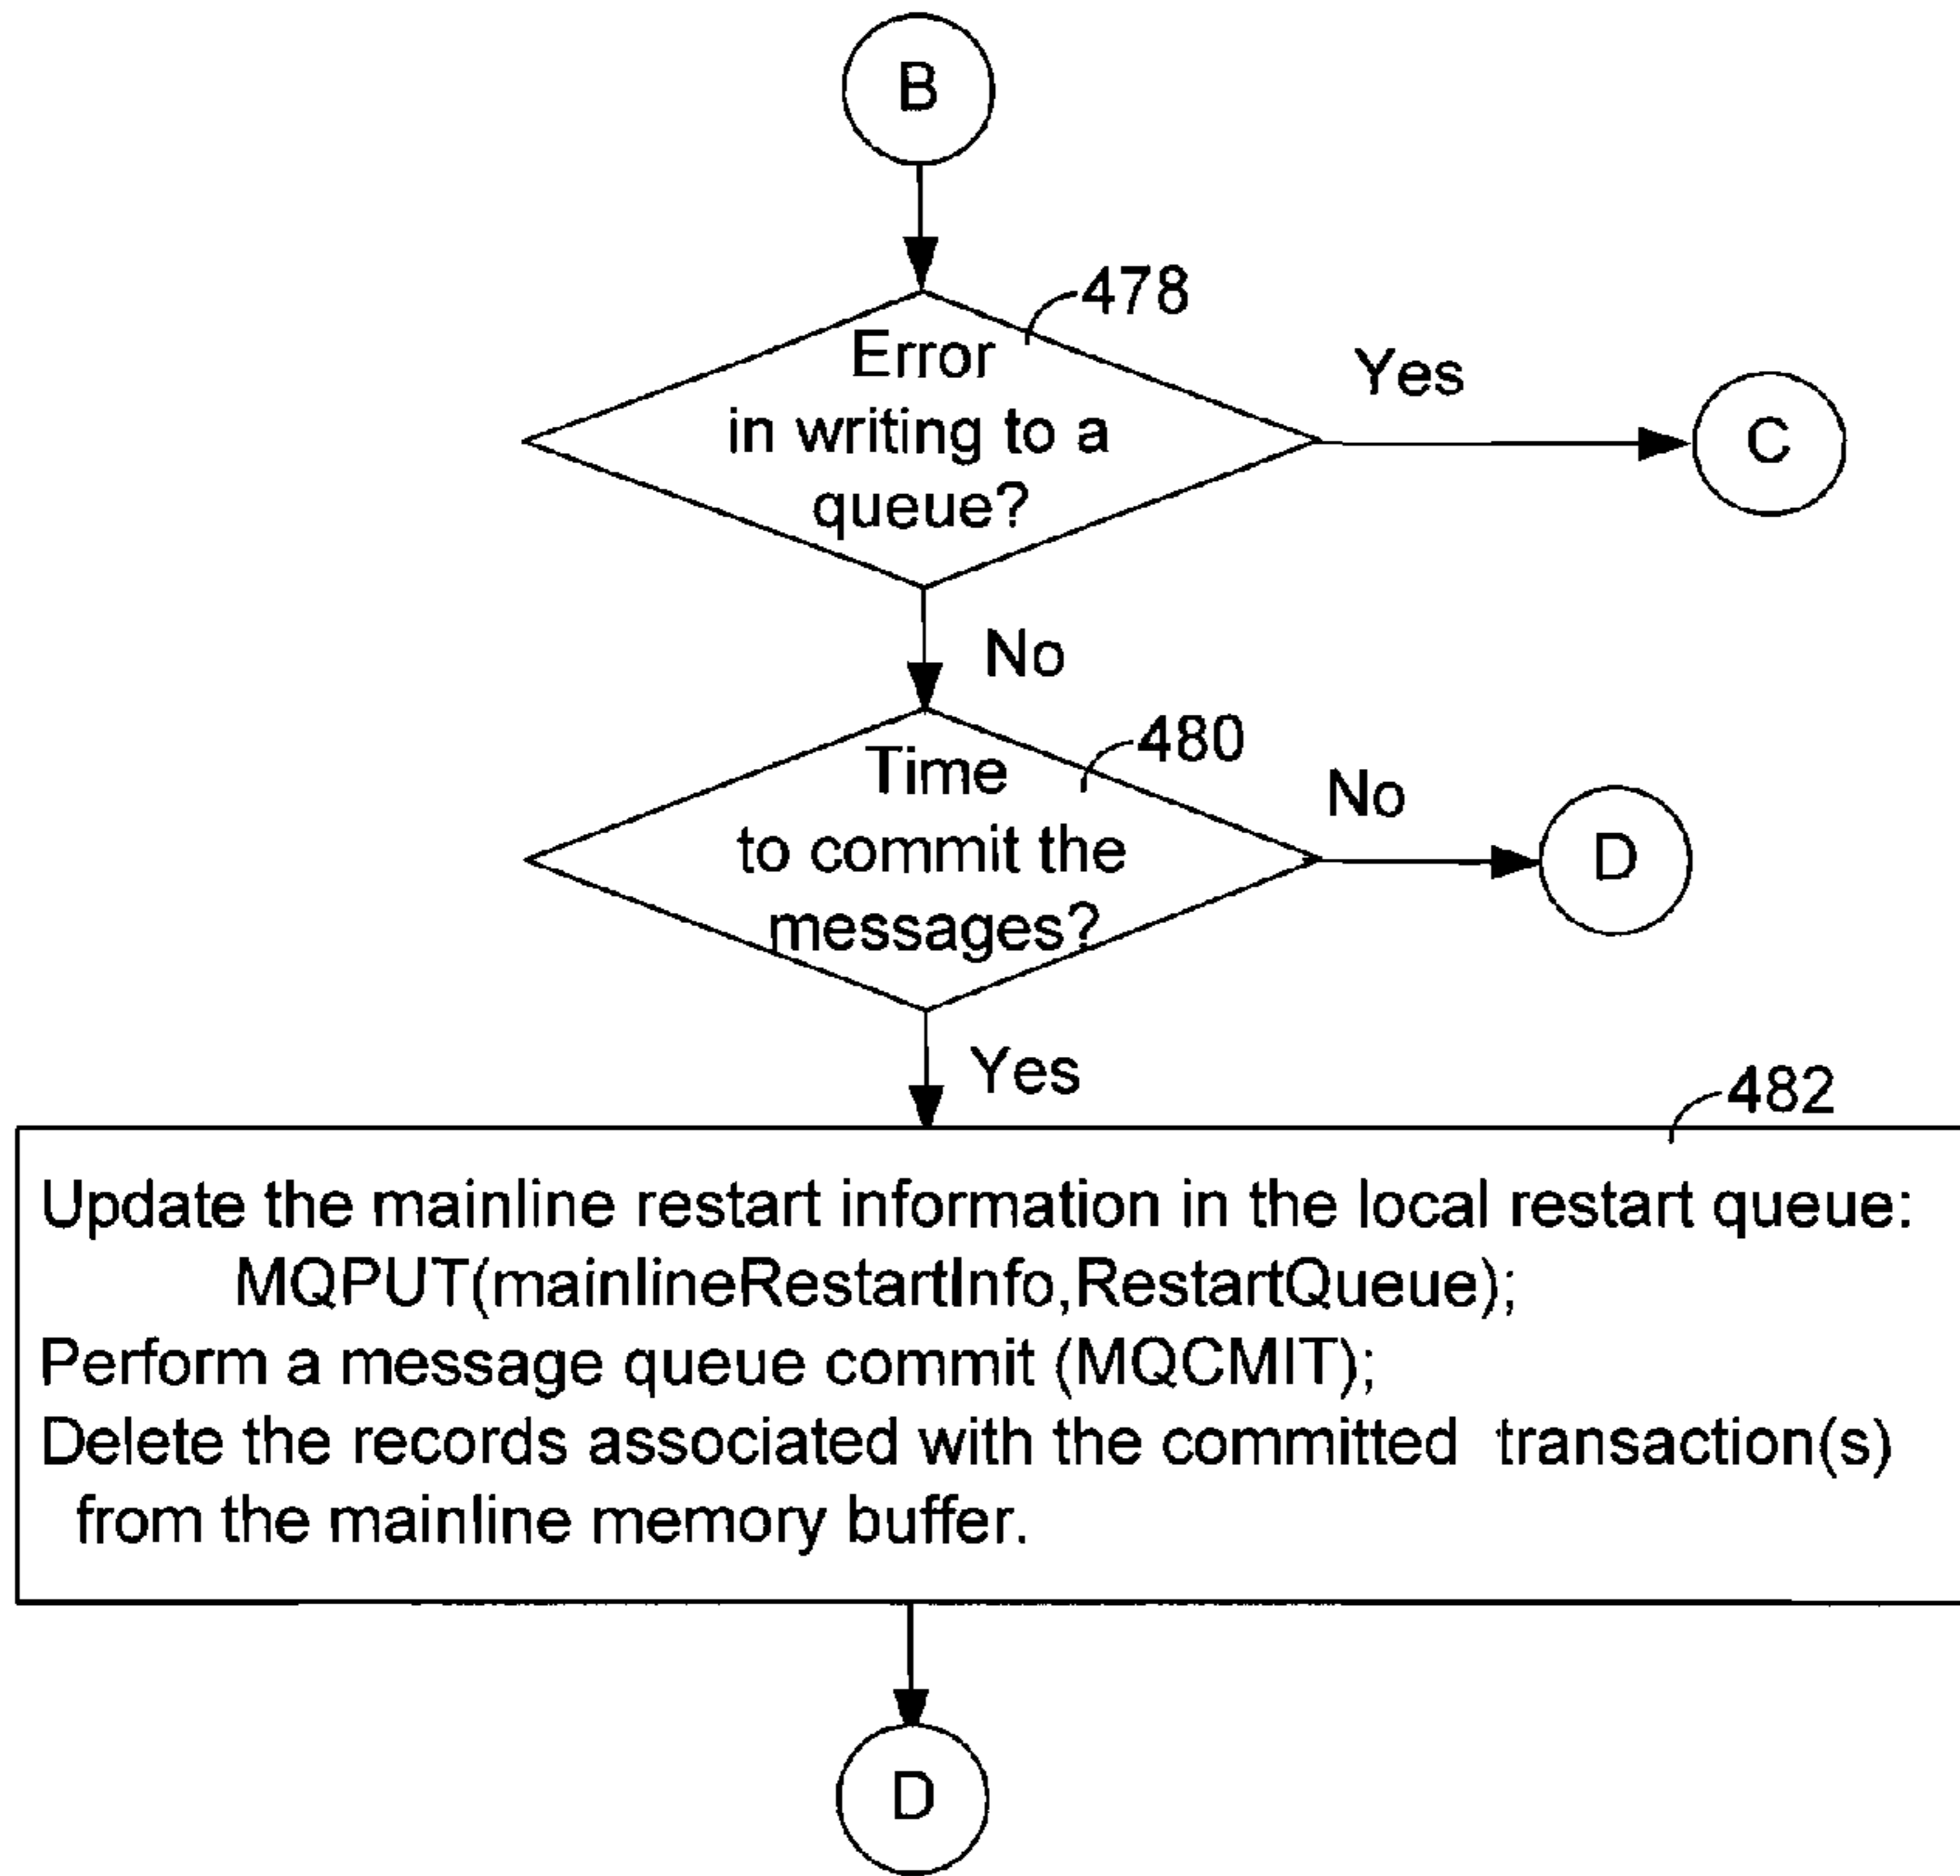 B
478
Error
in writing to a
queue?
Yes
C
No
480
Time
to commit the
messages?
No
D
Yes
482
Update the mainline restart information in the local restart queue:
MQPUT(mainlineRestartInfo,RestartQueue);
Perform a message queue commit (MQCMIT);
Delete the records associated with the committed transaction(s)
from the mainline memory buffer.
D